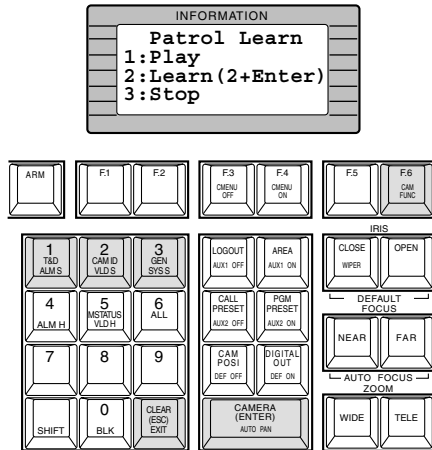 INFORMATION
Patrol Learn
1:Play
2:Learn(2+Enter)
3:Stop
ARM
F.1
F.2
F.3
CMENU
OFF
F.4
CMENU
ON
F.5
F.6
CAM
FUNC
IRIS
1
T&D
ALM S
2
CAM ID
VLD S
3
GEN
SYS S
LOGOUT
AUX1 OFF
AREA
AUX1 ON
CLOSE
WIPER
OPEN
DEFAULT
FOCUS
4
ALM H
5
MSTATUS
VLD H
6
ALL
CALL
PRESET
AUX2 OFF
PGM
PRESET
AUX2 ON
NEAR
FAR
7
8
9
CAM
POSI
DEF OFF
DIGITAL
OUT
DEF ON
AUTO FOCUS
ZOOM
SHIFT
0
BLK
CLEAR
(ESC)
EXIT
CAMERA
(ENTER)
AUTO PAN
WIDE
TELE